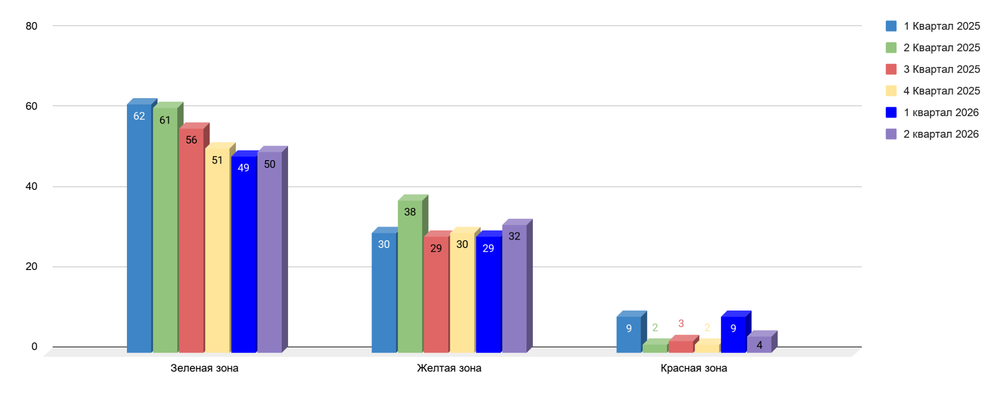 80
60
40
20
0
62
61
56
51
49
50
30
38
29
30
29
32
9
2
3
2
9
4
Зеленая зона
Желтая зона
Красная зона
1 Квартал 2025
2 Квартал 2025
3 Квартал 2025
4 Квартал 2025
1 квартал 2026
2 квартал 2026